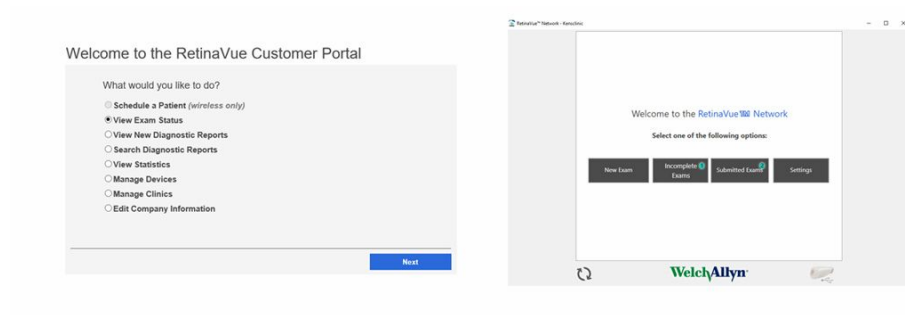 Welcome to the RetinaVue Customer Portal
What would you like to do?
Schedule a Patient (wireless only)
View Exam Status
View New Diagnostic Reports
Search Diagnostic Reports
View Statistics
Manage Devices
Manage Clinics
Edit Company Information
Next
RetinaVue™ Network -
Welcome to the RetinaVue Network
Select one of the following options:
New Exam
Incomplete 1
Exams
Submitted Exams 2
Settings
WelchAllyn